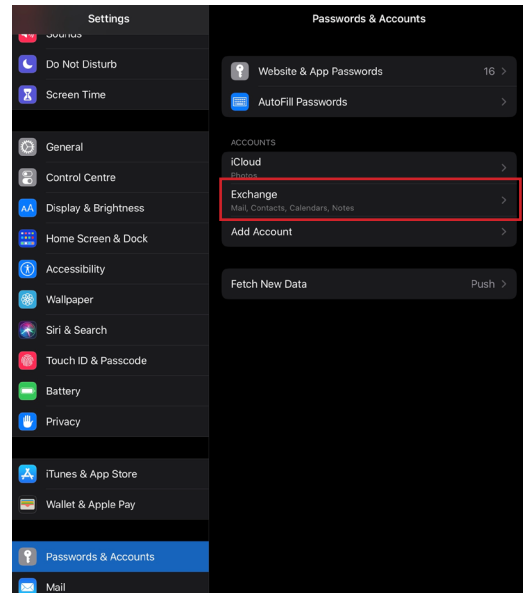 Settings
Sounds
Do Not Disturb
Screen Time
General
Control Centre
AA Display & Brightness
Home Screen & Dock
Accessibility
Wallpaper
Siri & Search
Touch ID & Passcode
Battery
Privacy
iTunes & App Store
Wallet & Apple Pay
Passwords & Accounts
Mail
Passwords & Accounts
Website & App Passwords 16
AutoFill Passwords
ACCOUNTS
iCloud
Photos
Exchange
Mail, Contacts, Calendars, Notes
Add Account
Fetch New Data Push